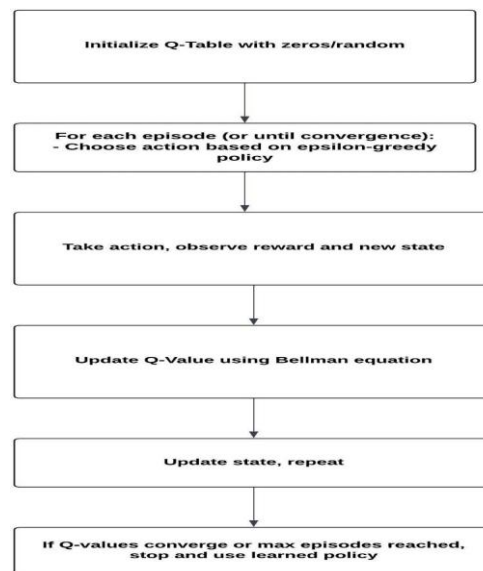 Initialize Q-Table with zeros/random
For each episode (or until convergence):
- Choose action based on epsilon-greedy
policy
Take action, observe reward and new state
Update Q-Value using Bellman equation
Update state, repeat
If Q-values converge or max episodes reached,
stop and use learned policy